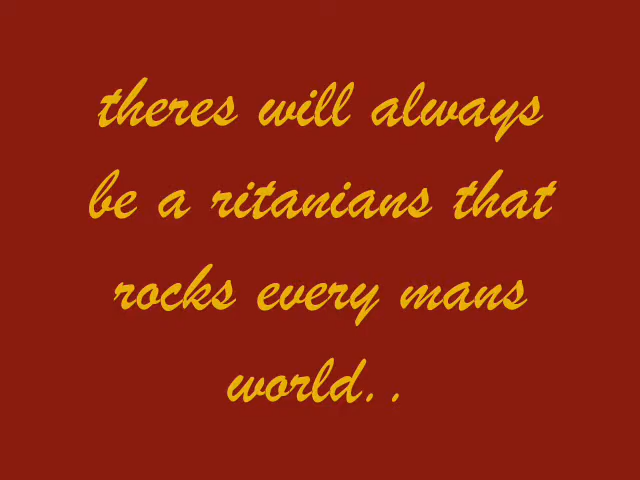 theres will always
be a ritanians that
rocks every mans
world..